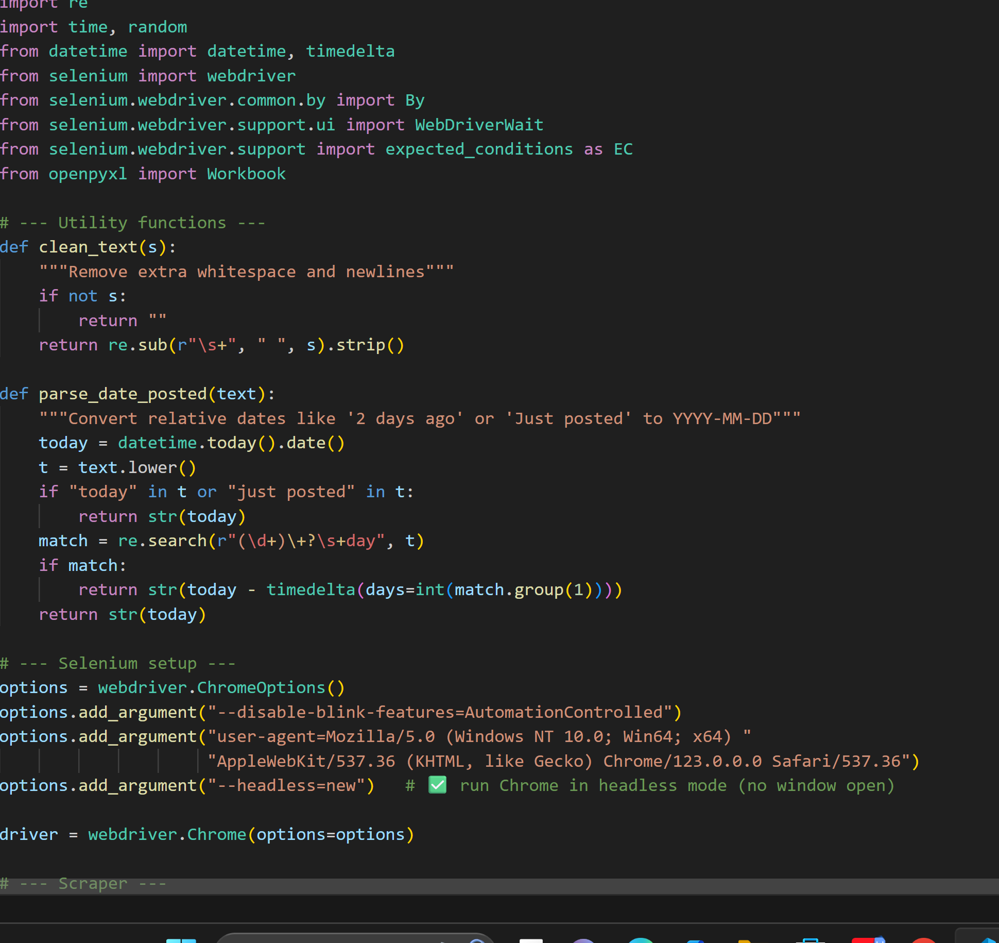 import re
import time, random
from datetime import datetime, timedelta
from selenium import webdriver
from selenium.webdriver.common.by import By
from selenium.webdriver.support.ui import WebDriverWait
from selenium.webdriver.support import expected_conditions as EC
from openpyxl import Workbook

# --- Utility functions ---
def clean_text(s):
    """Remove extra whitespace and newlines"""
    if not s:
        return ""
    return re.sub(r"\s+", " ", s).strip()

def parse_date_posted(text):
    """Convert relative dates like '2 days ago' or 'Just posted' to YYYY-MM-DD"""
    today = datetime.today().date()
    t = text.lower()
    if "today" in t or "just posted" in t:
        return str(today)
    match = re.search(r"(\d+)\+?\s+day", t)
    if match:
        return str(today - timedelta(days=int(match.group(1))))
    return str(today)

# --- Selenium setup ---
options = webdriver.ChromeOptions()
options.add_argument("--disable-blink-features=AutomationControlled")
options.add_argument("user-agent=Mozilla/5.0 (Windows NT 10.0; Win64; x64) "
                     "AppleWebKit/537.36 (KHTML, like Gecko) Chrome/123.0.0.0 Safari/537.36")
options.add_argument("--headless=new")   # ✅ run Chrome in headless mode (no window open)

driver = webdriver.Chrome(options=options)

# --- Scraper ---